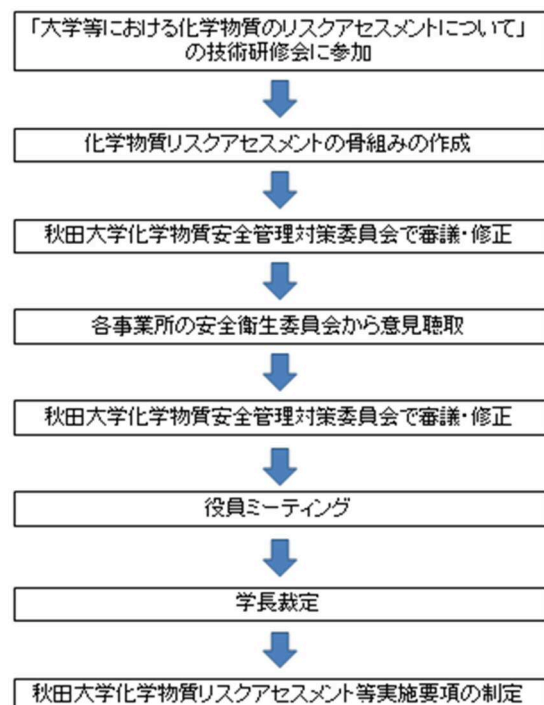 「大学等における化学物質のリスクアセスメントについて」
の技術研修会に参加
化学物質リスクアセスメントの骨組みの作成
秋田大学化学物質安全管理対策委員会で審議・修正
各事業所の安全衛生委員会から意見聴取
秋田大学化学物質安全管理対策委員会で審議・修正
役員ミーティング
学長裁定
秋田大学化学物質リスクアセスメント等実施要項の制定